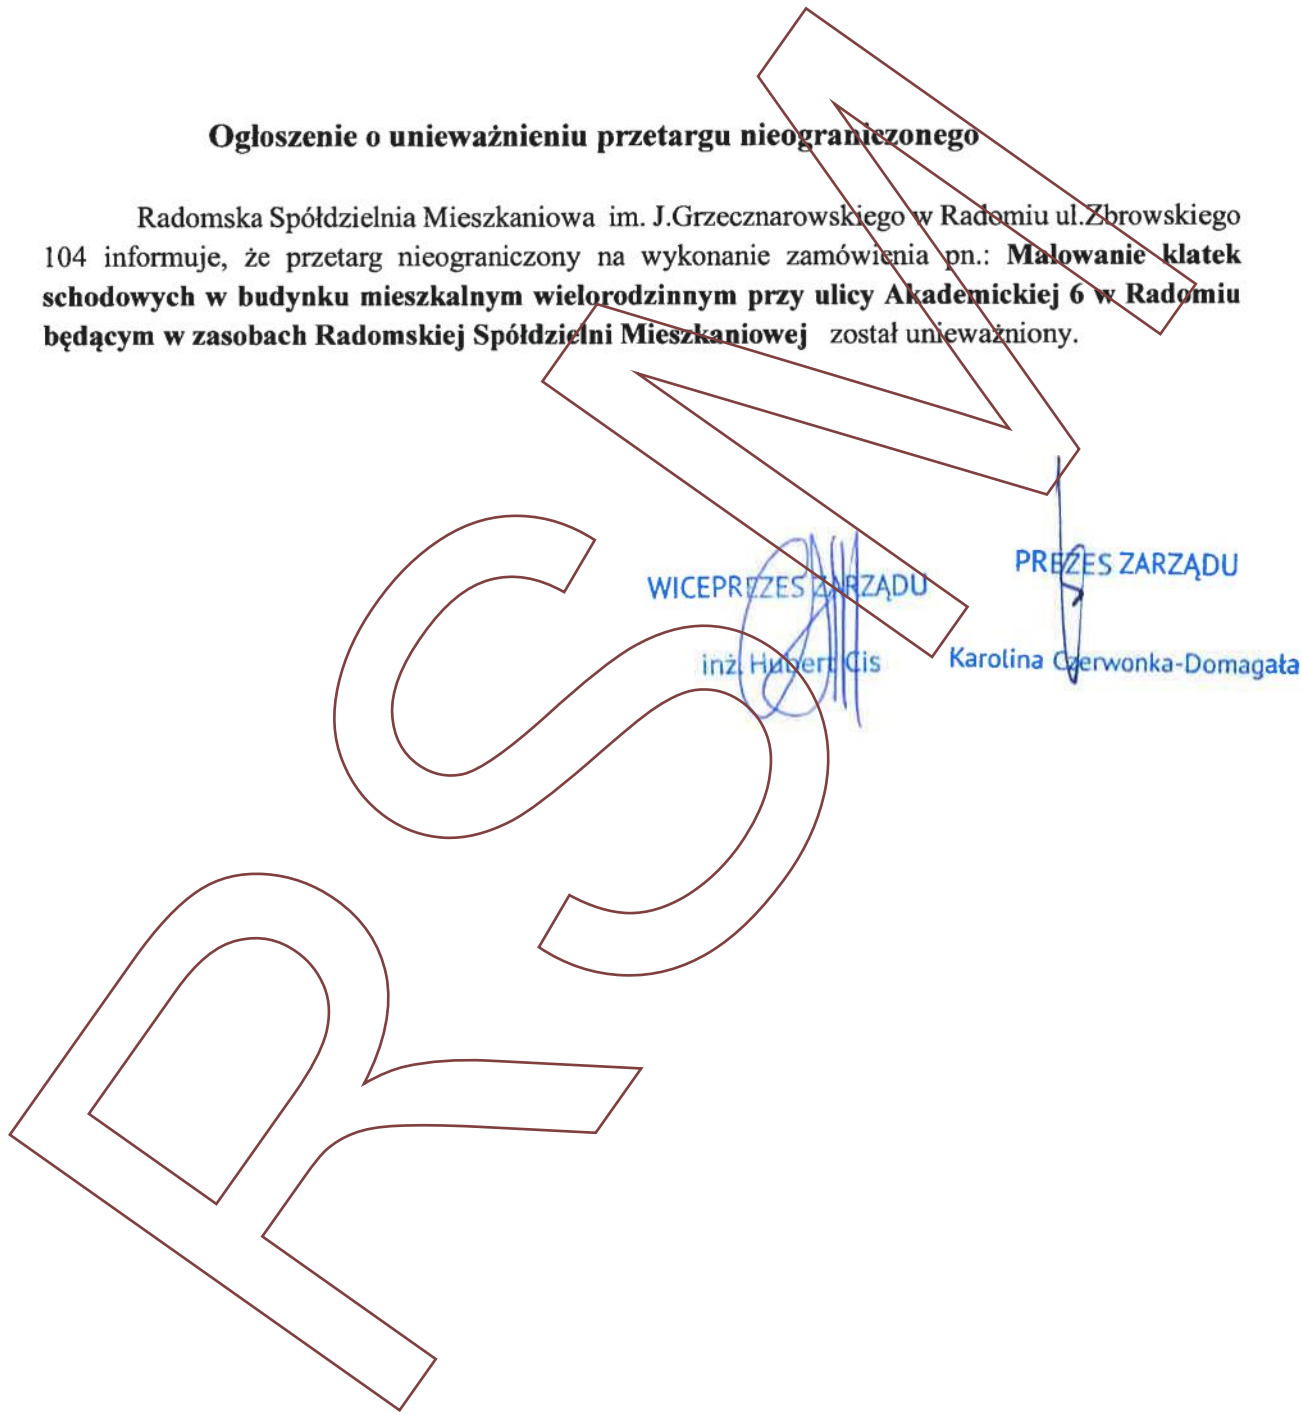 Ogłoszenie o unieważnieniu przetargu nieograniczonego
Radomska Spółdzielnia Mieszkaniowa im. J.Grzecznarowskiego w Radomiu ul.Zbrowskiego
104 informuje, że przetarg nieograniczony na wykonanie zamówienia pn.: Malowanie klatek
schodowych w budynku mieszkalnym wielorodzinnym przy ulicy Akademickiej 6 w Radomiu
będącym w zasobach Radomskiej Spółdzielni Mieszkaniowej został unieważniony.
WICEPREZES ZARZĄDU
inż. Hubert Cis
PREZES ZARZĄDU
Karolina Czerwonka-Domagała
RSM